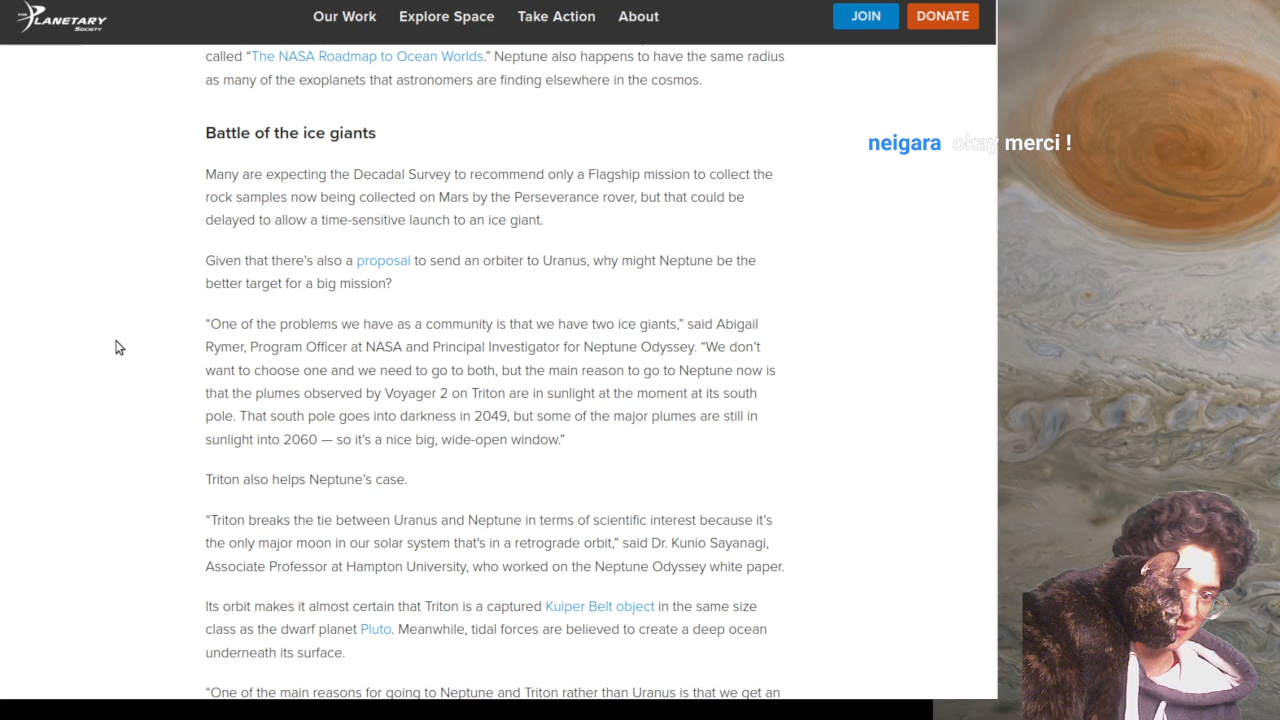 THE PLANETARY SOCIETY
Our Work Explore Space Take Action About JOIN DONATE
called “The NASA Roadmap to Ocean Worlds.” Neptune also happens to have the same radius
as many of the exoplanets that astronomers are finding elsewhere in the cosmos.
Battle of the ice giants
neigara okay merci !
Many are expecting the Decadal Survey to recommend only a Flagship mission to collect the
rock samples now being collected on Mars by the Perseverance rover, but that could be
delayed to allow a time-sensitive launch to an ice giant.
Given that there’s also a proposal to send an orbiter to Uranus, why might Neptune be the
better target for a big mission?
“One of the problems we have as a community is that we have two ice giants,” said Abigail
Rymer, Program Officer at NASA and Principal Investigator for Neptune Odyssey. “We don’t
want to choose one and we need to go to both, but the main reason to go to Neptune now is
that the plumes observed by Voyager 2 on Triton are in sunlight at the moment at its south
pole. That south pole goes into darkness in 2049, but some of the major plumes are still in
sunlight into 2060 — so it’s a nice big, wide-open window.”
Triton also helps Neptune’s case.
“Triton breaks the tie between Uranus and Neptune in terms of scientific interest because it’s
the only major moon in our solar system that's in a retrograde orbit,” said Dr. Kunio Sayanagi,
Associate Professor at Hampton University, who worked on the Neptune Odyssey white paper.
Its orbit makes it almost certain that Triton is a captured Kuiper Belt object in the same size
class as the dwarf planet Pluto. Meanwhile, tidal forces are believed to create a deep ocean
underneath its surface.
“One of the main reasons for going to Neptune and Triton rather than Uranus is that we get an